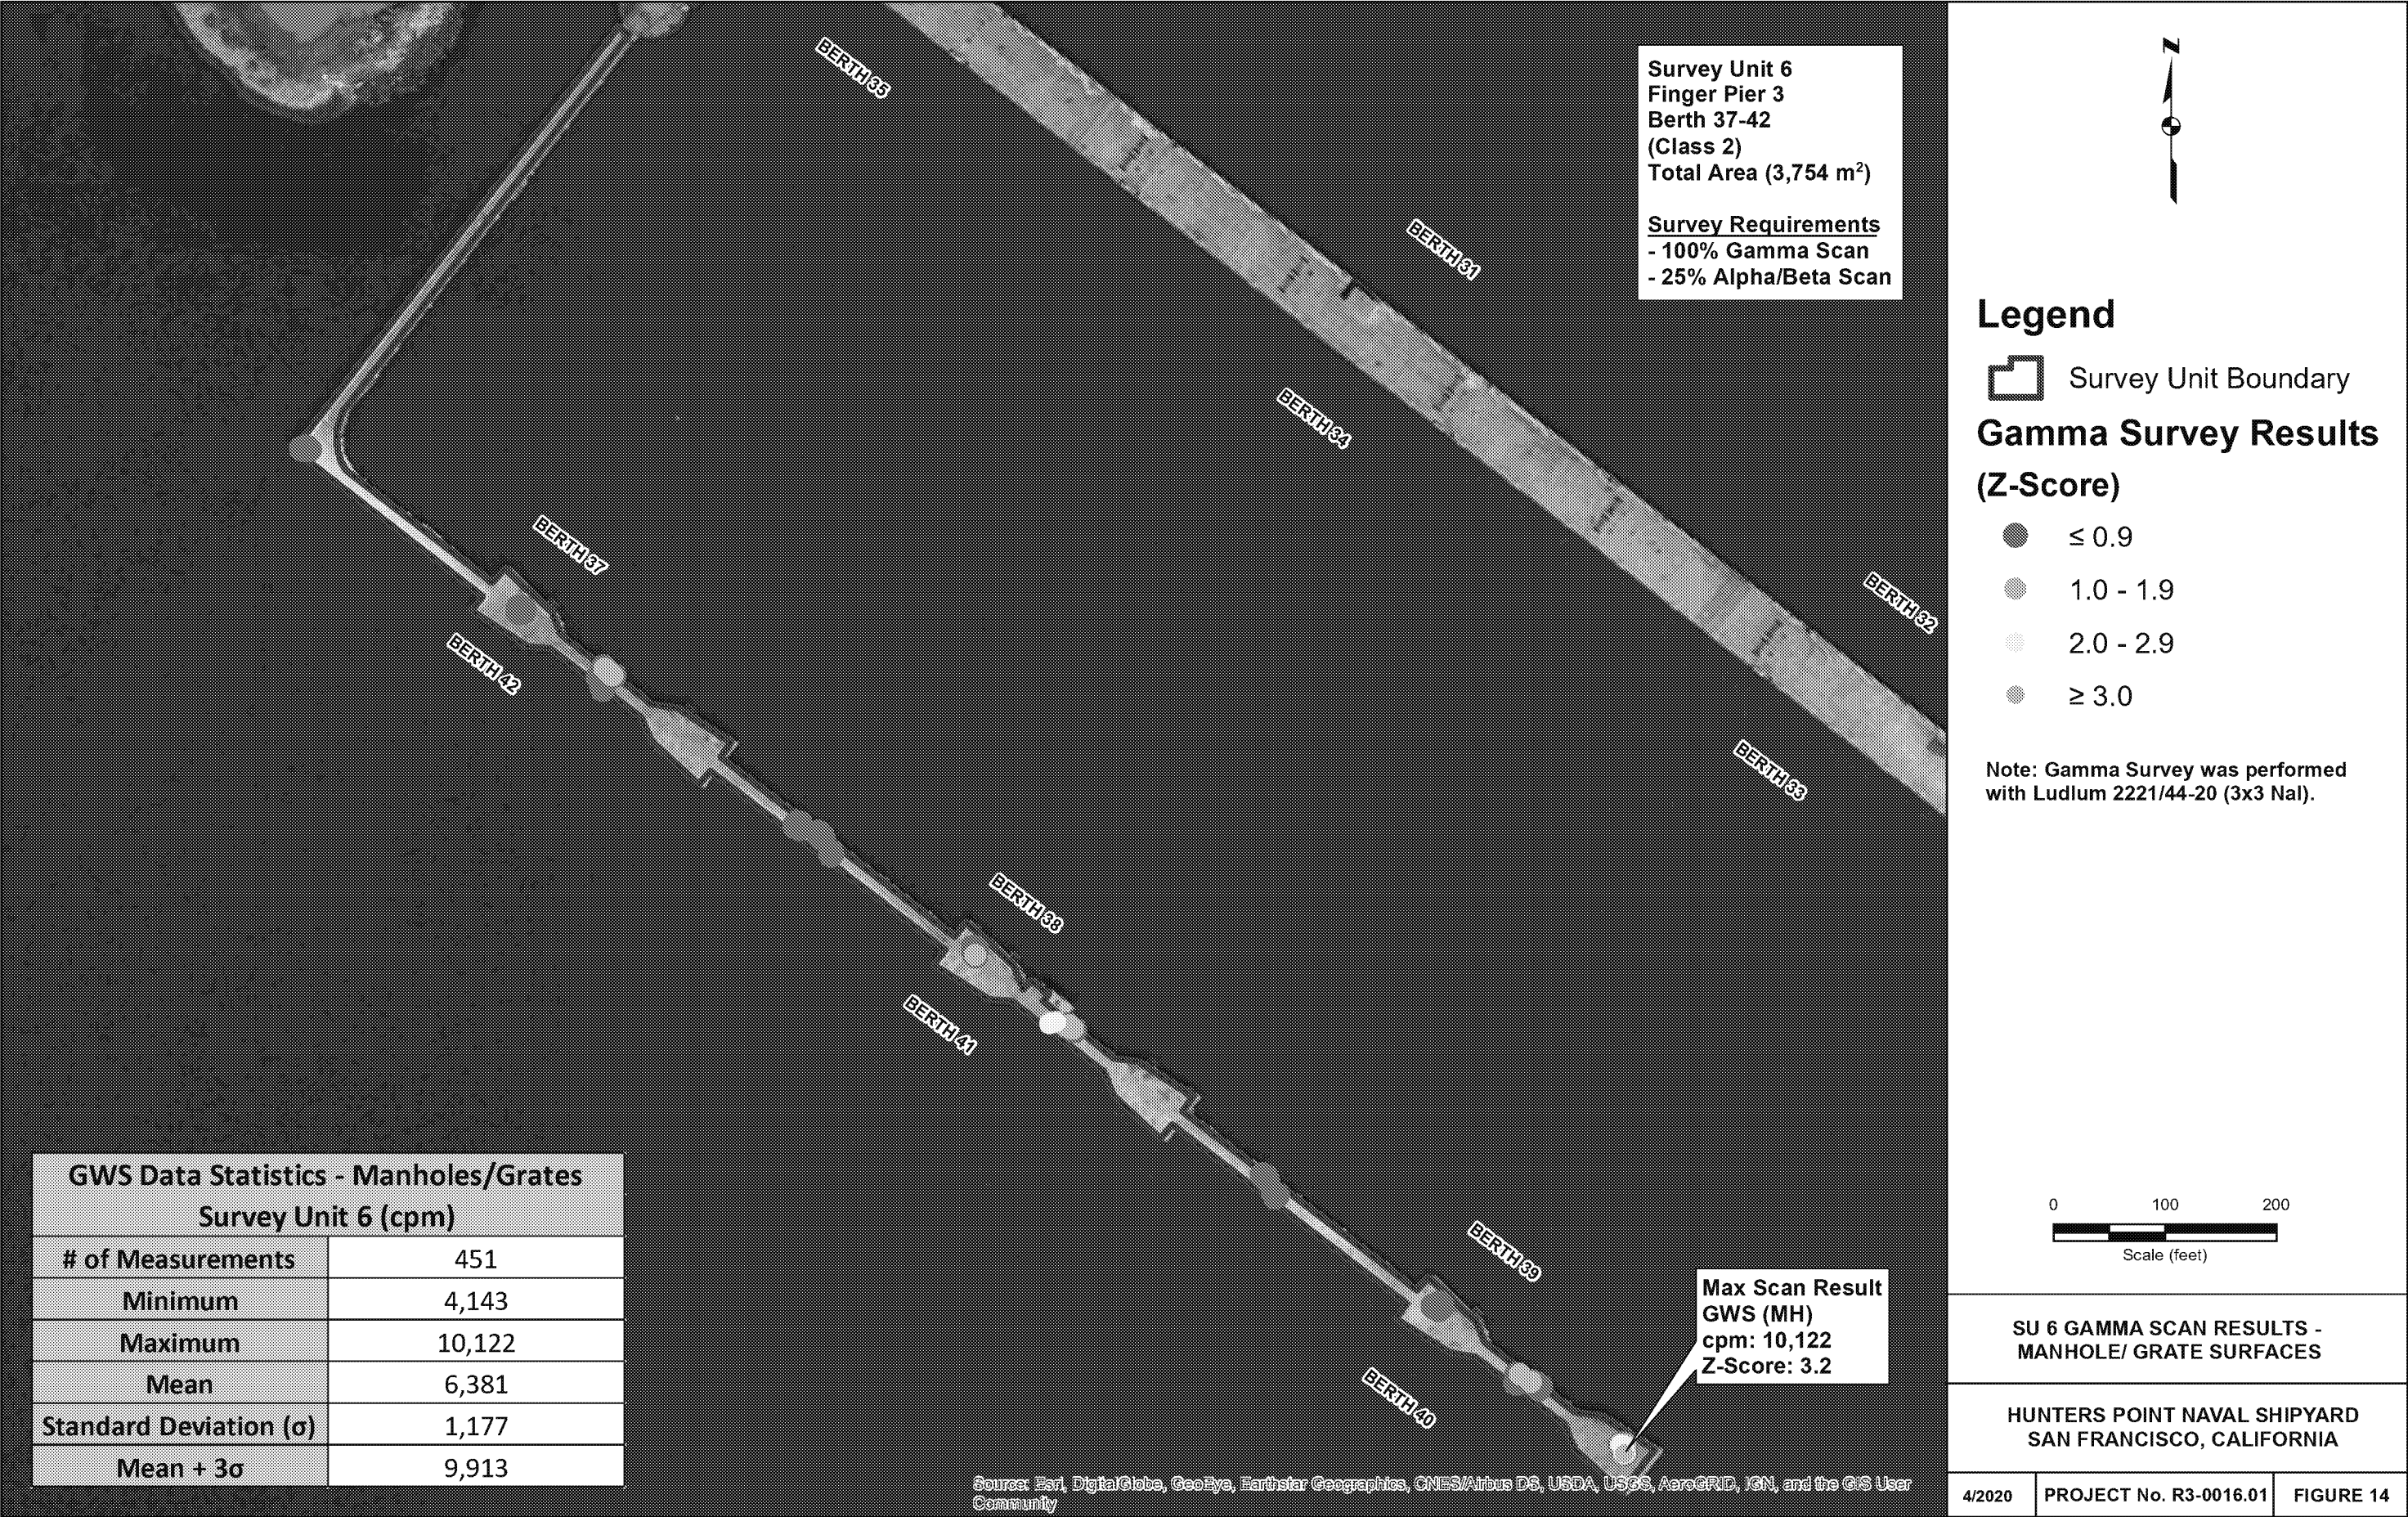 BERTH 35
BERTH 31
BERTH 34
BERTH 32
BERTH 33
BERTH 37
BERTH 42
BERTH 38
BERTH 41
BERTH 39
BERTH 40
Survey Unit 6
Finger Pier 3
Berth 37-42
(Class 2)
Total Area (3,754 m²)
Survey Requirements
- 100% Gamma Scan
- 25% Alpha/Beta Scan
Max Scan Result
GWS (MH)
cpm: 10,122
Z-Score: 3.2
GWS Data Statistics - Manholes/Grates
Survey Unit 6 (cpm)
# of Measurements 451
Minimum 4,143
Maximum 10,122
Mean 6,381
Standard Deviation (σ) 1,177
Mean + 3σ 9,913
Source: Esri, DigitalGlobe, GeoEye, Earthstar Geographics, CNES/Airbus DS, USDA, USGS, AeroGRID, IGN, and the GIS User
Community
N
Legend
Survey Unit Boundary
Gamma Survey Results
(Z-Score)
≤ 0.9
1.0 - 1.9
2.0 - 2.9
≥ 3.0
Note: Gamma Survey was performed
with Ludlum 2221/44-20 (3x3 NaI).
0 100 200
Scale (feet)
SU 6 GAMMA SCAN RESULTS -
MANHOLE/ GRATE SURFACES
HUNTERS POINT NAVAL SHIPYARD
SAN FRANCISCO, CALIFORNIA
4/2020 PROJECT No. R3-0016.01 FIGURE 14